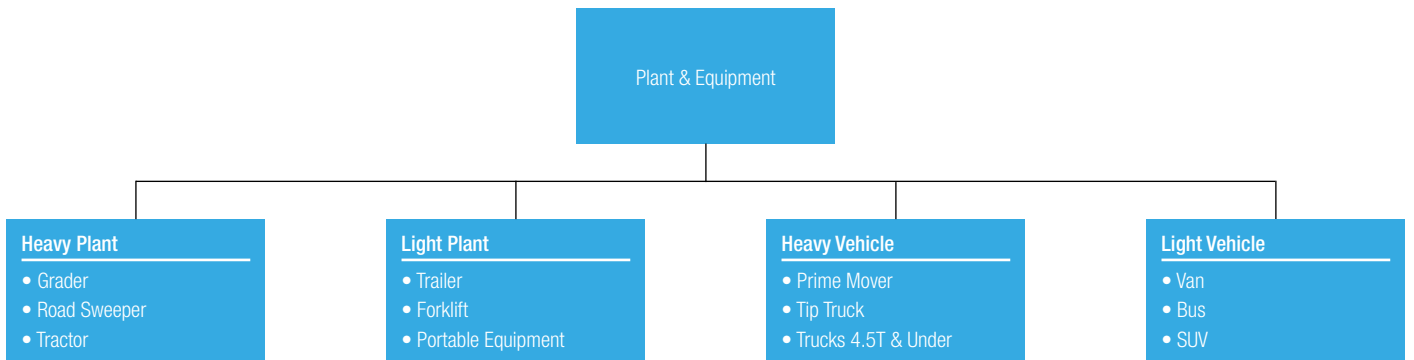 Plant & Equipment
Heavy Plant
• Grader
• Road Sweeper
• Tractor
Light Plant
• Trailer
• Forklift
• Portable Equipment
Heavy Vehicle
• Prime Mover
• Tip Truck
• Trucks 4.5T & Under
Light Vehicle
• Van
• Bus
• SUV